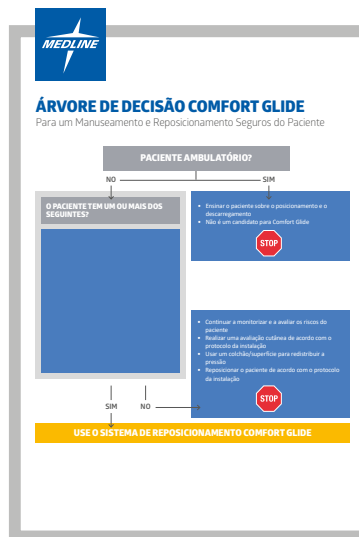 MEDLINE
ÁRVORE DE DECISÃO COMFORT GLIDE
Para um Manuseamento e Reposicionamento Seguros do Paciente
PACIENTE AMBULATÓRIO?
NO
SIM
O PACIENTE TEM UM OU MAIS DOS
SEGUINTES?
• Ensinar o paciente sobre o posicionamento e o
descarregamento
• Não é um candidato para Comfort Glide
STOP
• Continuar a monitorizar e a avaliar os riscos do
paciente
• Realizar uma avaliação cutânea de acordo com o
protocolo da instalação
• Usar um colchão/superfície para redistribuir a
pressão
• Reposicionar o paciente de acordo com o protocolo
da instalação
STOP
SIM
NO
USE O SISTEMA DE REPOSICIONAMENTO COMFORT GLIDE